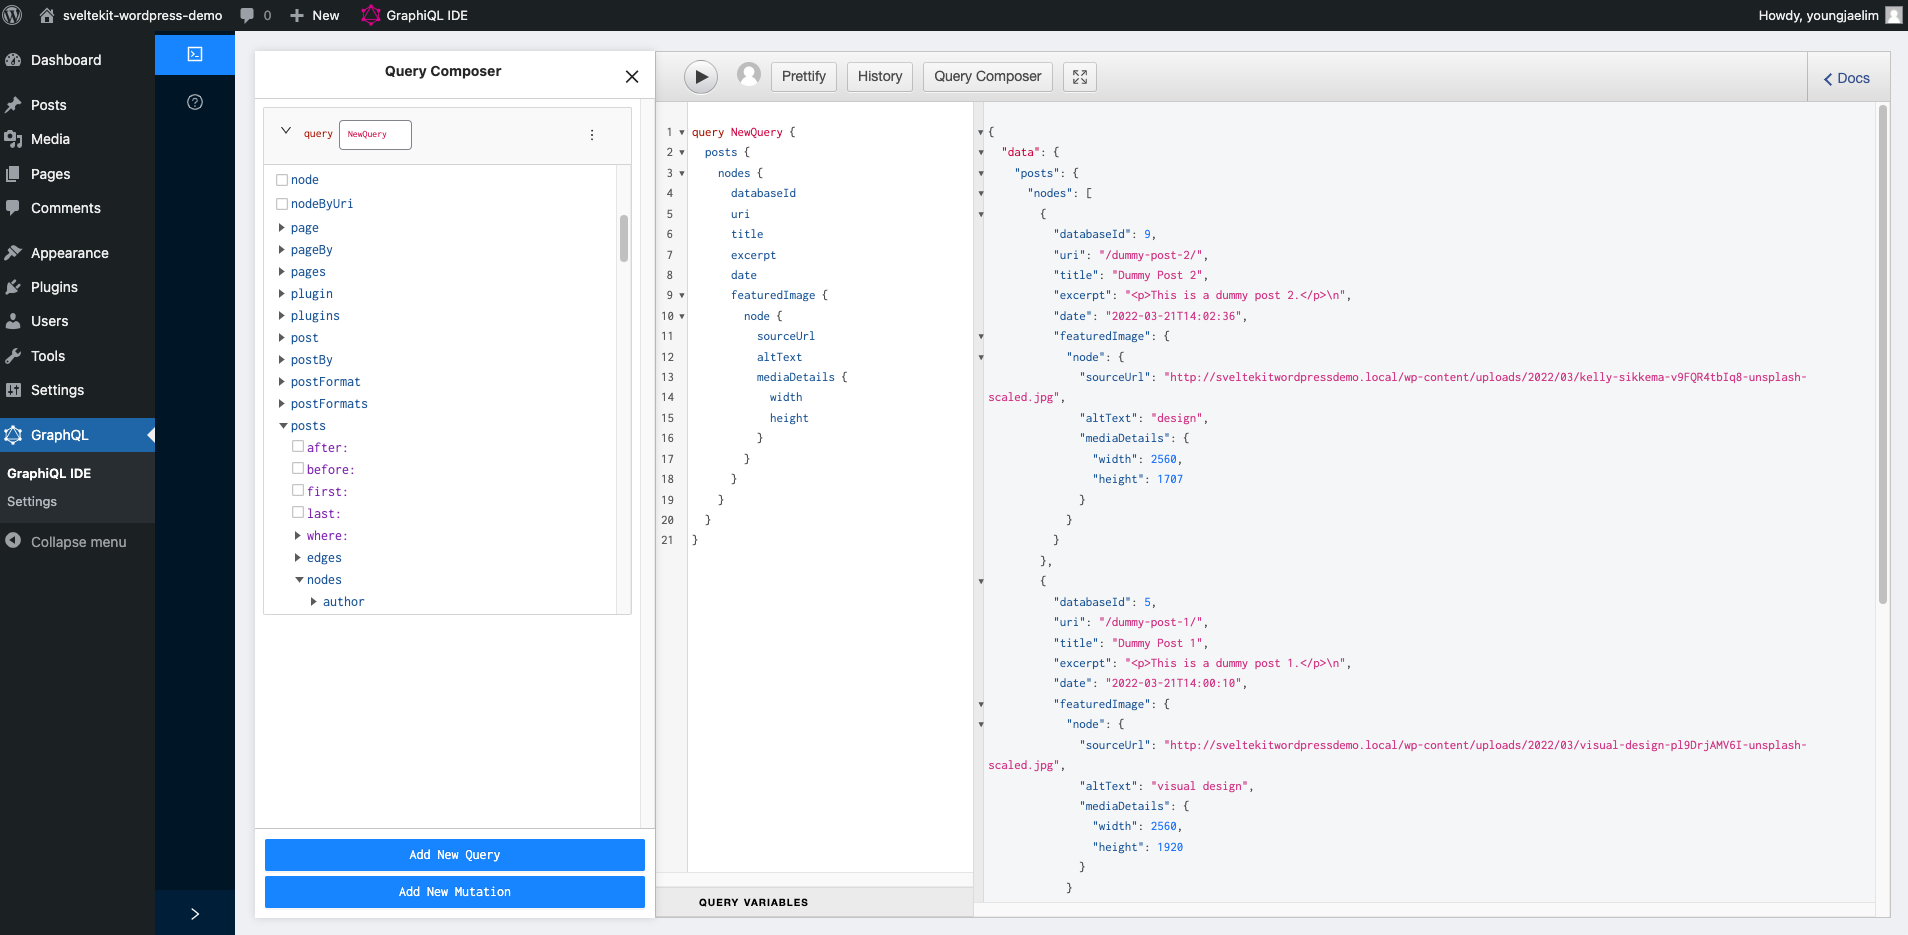 sveltekit-wordpress-demo 0 New GraphiQL IDE Howdy, youngjaelim
Dashboard
Posts
Media
Pages
Comments
Appearance
Plugins
Users
Tools
Settings
GraphQL
GraphiQL IDE
Settings
Collapse menu
Query Composer
query NewQuery
node
nodeByUri
page
pageBy
pages
plugin
plugins
post
postBy
postFormat
postFormats
posts
after:
before:
first:
last:
where:
edges
nodes
author
Add New Query
Add New Mutation
Prettify History Query Composer Docs
1 query NewQuery {
2 posts {
3 nodes {
4 databaseId
5 uri
6 title
7 excerpt
8 date
9 featuredImage {
10 node {
11 sourceUrl
12 altText
13 mediaDetails {
14 width
15 height
16 }
17 }
18 }
19 }
20 }
21 }
QUERY VARIABLES
{
"data": {
"posts": {
"nodes": [
{
"databaseId": 9,
"uri": "/dummy-post-2/",
"title": "Dummy Post 2",
"excerpt": "<p>This is a dummy post 2.</p>\n",
"date": "2022-03-21T14:02:36",
"featuredImage": {
"node": {
"sourceUrl": "http://sveltekitwordpressdemo.local/wp-content/uploads/2022/03/kelly-sikkema-v9FQR4tbIq8-unsplash-
scaled.jpg",
"altText": "design",
"mediaDetails": {
"width": 2560,
"height": 1707
}
}
}
},
{
"databaseId": 5,
"uri": "/dummy-post-1/",
"title": "Dummy Post 1",
"excerpt": "<p>This is a dummy post 1.</p>\n",
"date": "2022-03-21T14:00:10",
"featuredImage": {
"node": {
"sourceUrl": "http://sveltekitwordpressdemo.local/wp-content/uploads/2022/03/visual-design-pl9DrjAMV6I-unsplash-
scaled.jpg",
"altText": "visual design",
"mediaDetails": {
"width": 2560,
"height": 1920
}
}